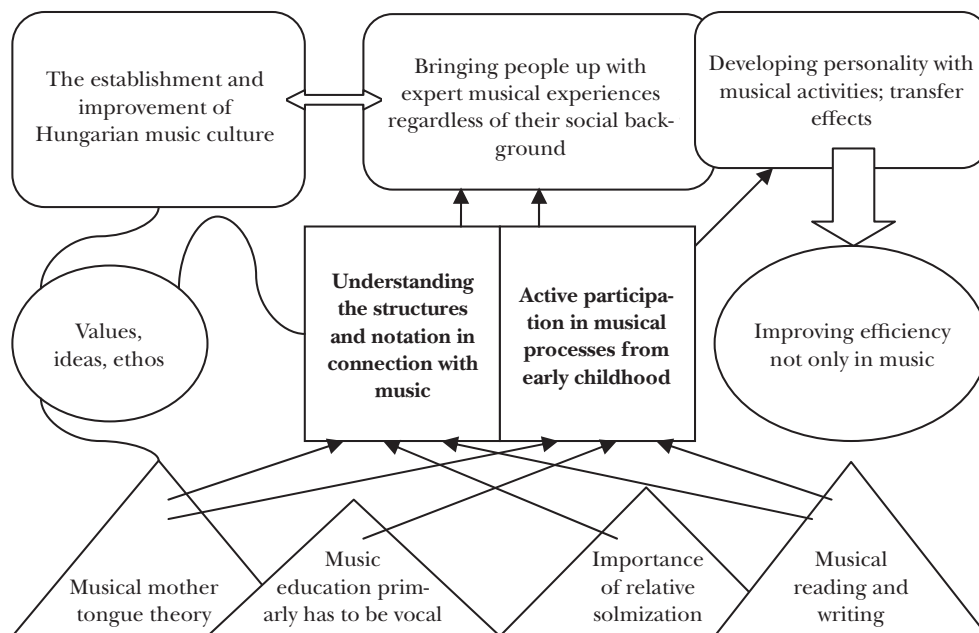 The establishment and
improvement of
Hungarian music culture
Bringing people up with
expert musical experiences
regardless of their social back-
ground
Developing personality with
musical activities; transfer
effects
Values,
ideas, ethos
Understanding
the structures
and notation in
connection with
music
Active participa-
tion in musical
processes from
early childhood
Improving efficiency
not only in music
Musical mother
tongue theory
Music
education prim-
arly has to be vocal
Importance
of relative
solmization
Musical
reading and
writing